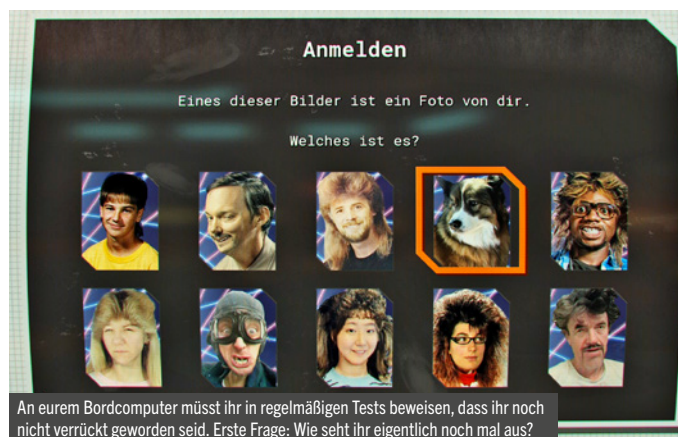 Anmelden
Eines dieser Bilder ist ein Foto von dir.
Welches ist es?
An eurem Bordcomputer müsst ihr in regelmäßigen Tests beweisen, dass ihr noch
nicht verrückt geworden seid. Erste Frage: Wie seht ihr eigentlich noch mal aus?